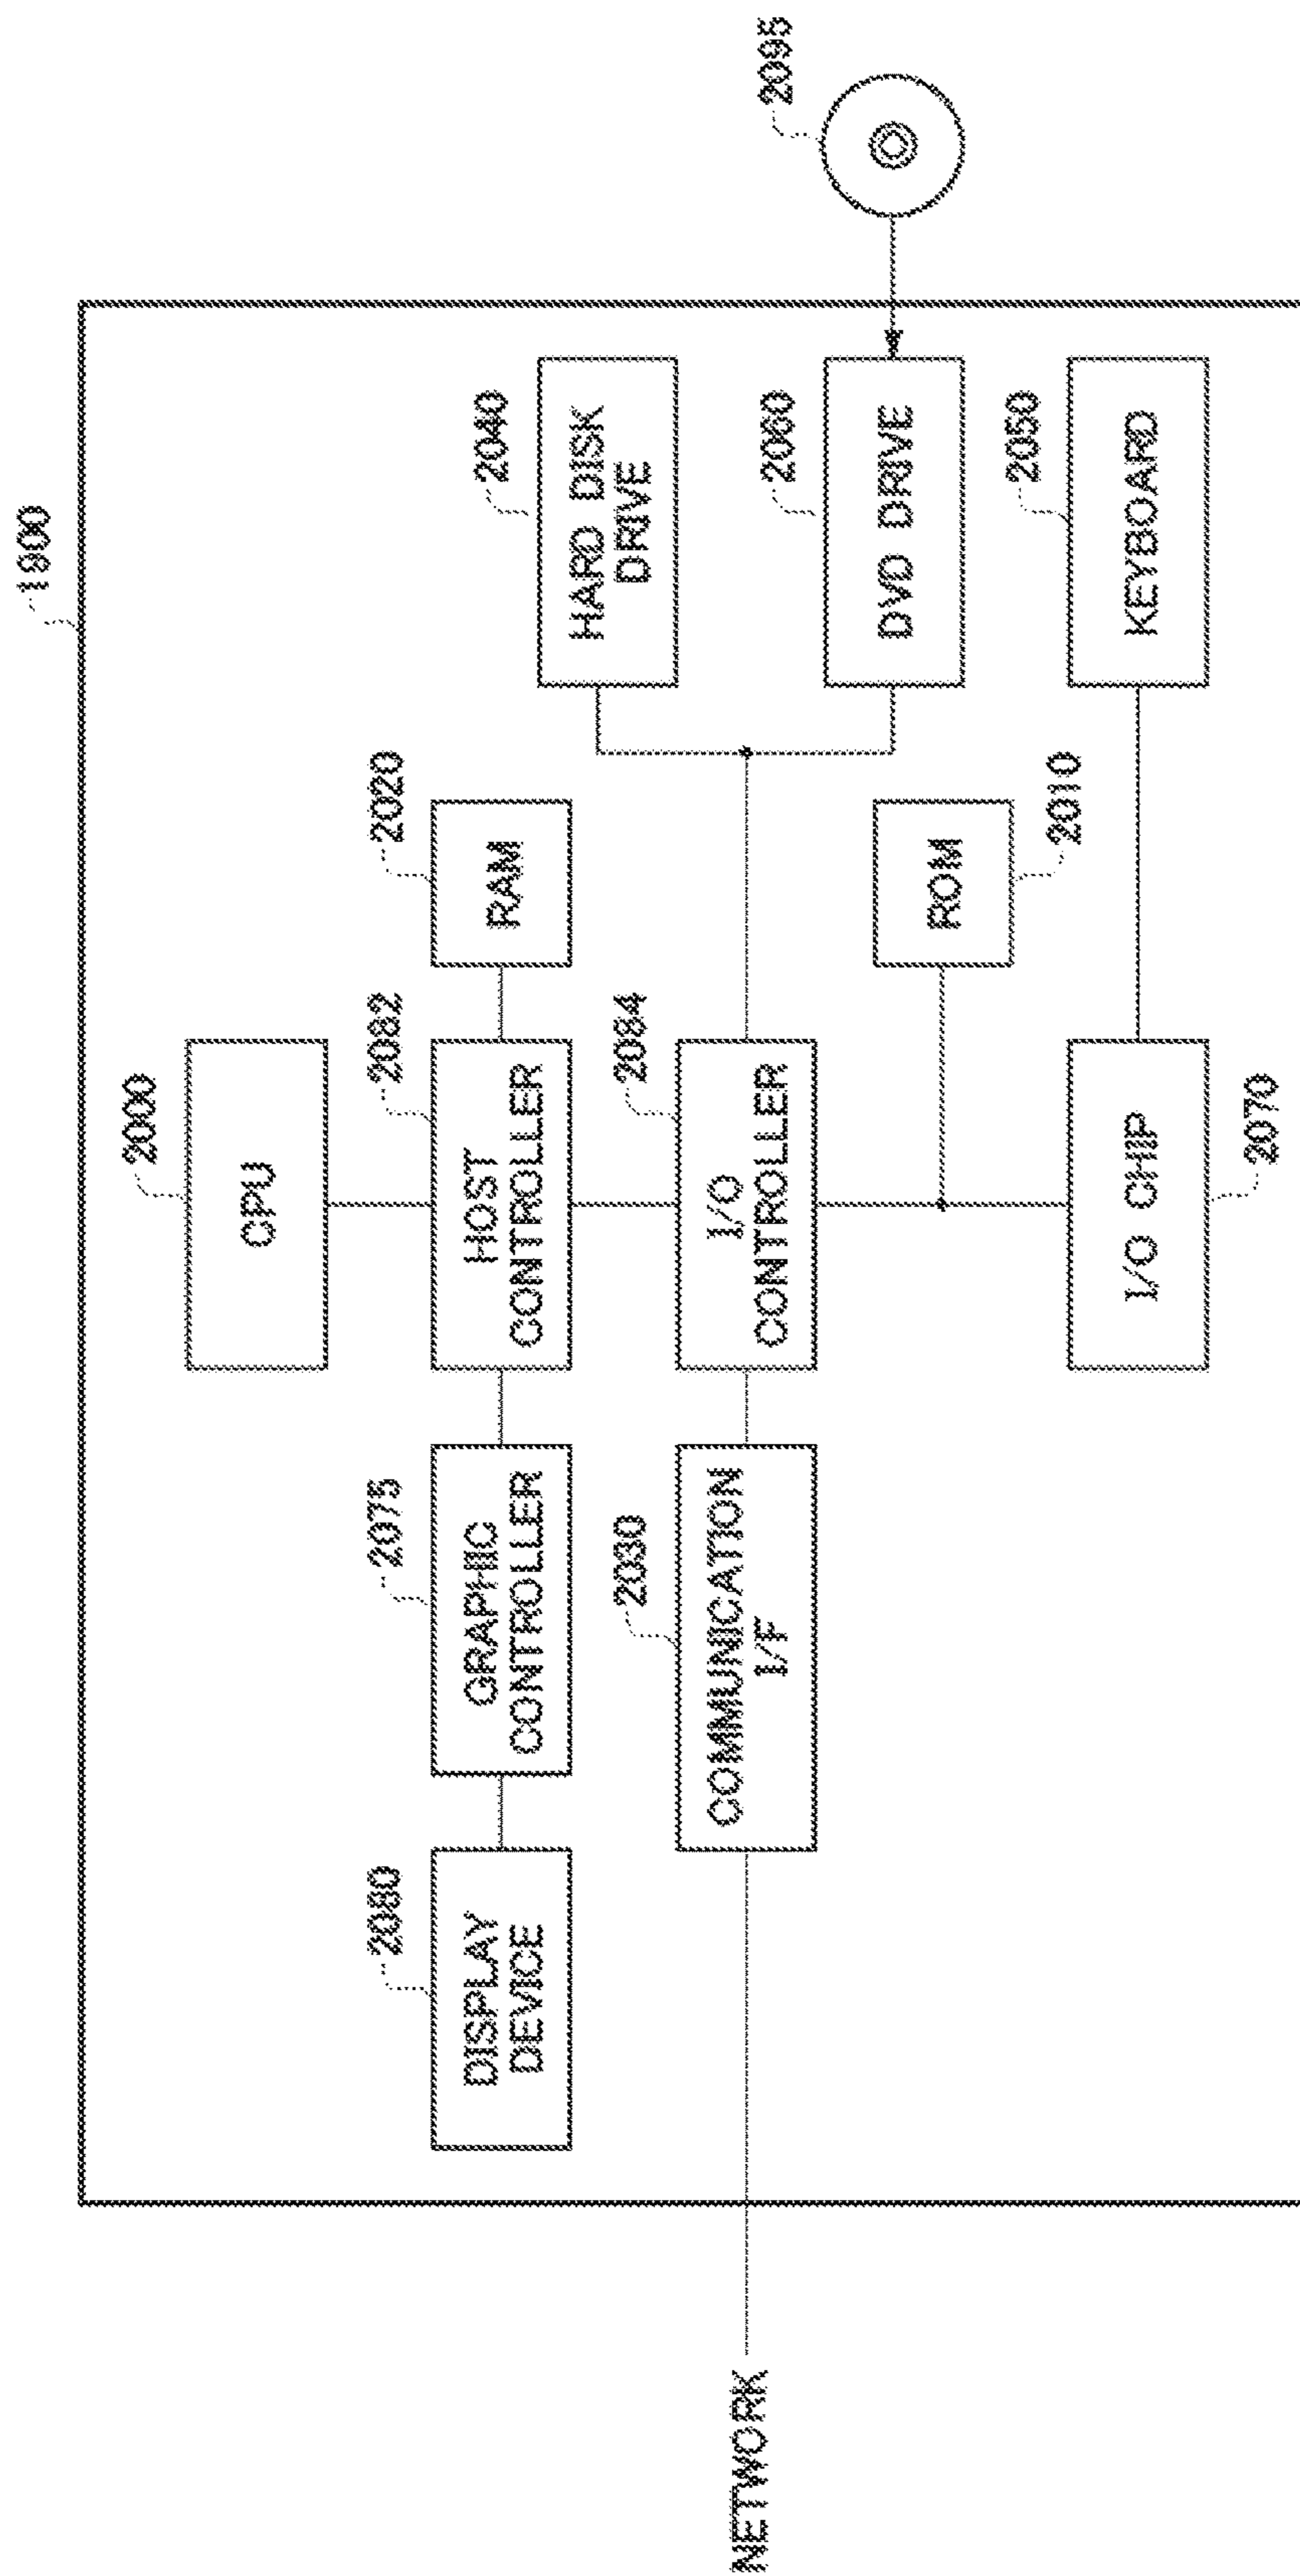 1900
2000
CPU
2080
2075
2082
2020
DISPLAY
DEVICE
GRAPHIC
CONTROLLER
HOST
CONTROLLER
RAM
2040
HARD DISK
DRIVE
2030
2084
NETWORK
COMMUNICATION
I/F
I/O
CONTROLLER
2060
2095
DVD DRIVE
ROM
2010
2050
I/O CHIP
KEYBOARD
2070